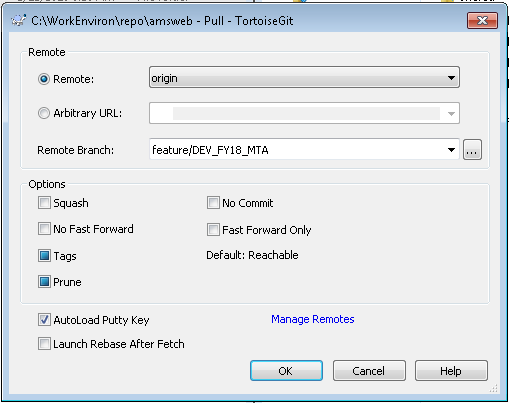 C:\WorkEnviron\repo\amsweb - Pull - TortoiseGit
Remote
Remote:
origin
Arbitrary URL:
Remote Branch:
feature/DEV_FY18_MTA
...
Options
Squash
No Commit
No Fast Forward
Fast Forward Only
Tags
Default: Reachable
Prune
AutoLoad Putty Key
Manage Remotes
Launch Rebase After Fetch
OK
Cancel
Help